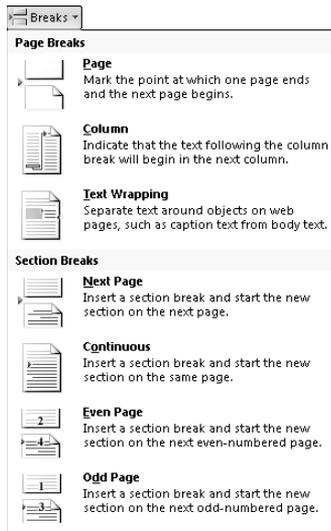 Breaks
Page Breaks
Page
Mark the point at which one page ends
and the next page begins.
Column
Indicate that the text following the column
break will begin in the next column.
Text Wrapping
Separate text around objects on web
pages, such as caption text from body text.
Section Breaks
Next Page
Insert a section break and start the new
section on the next page.
Continuous
Insert a section break and start the new
section on the same page.
2
4
Even Page
Insert a section break and start the new
section on the next even-numbered page.
1
3
Odd Page
Insert a section break and start the new
section on the next odd-numbered page.